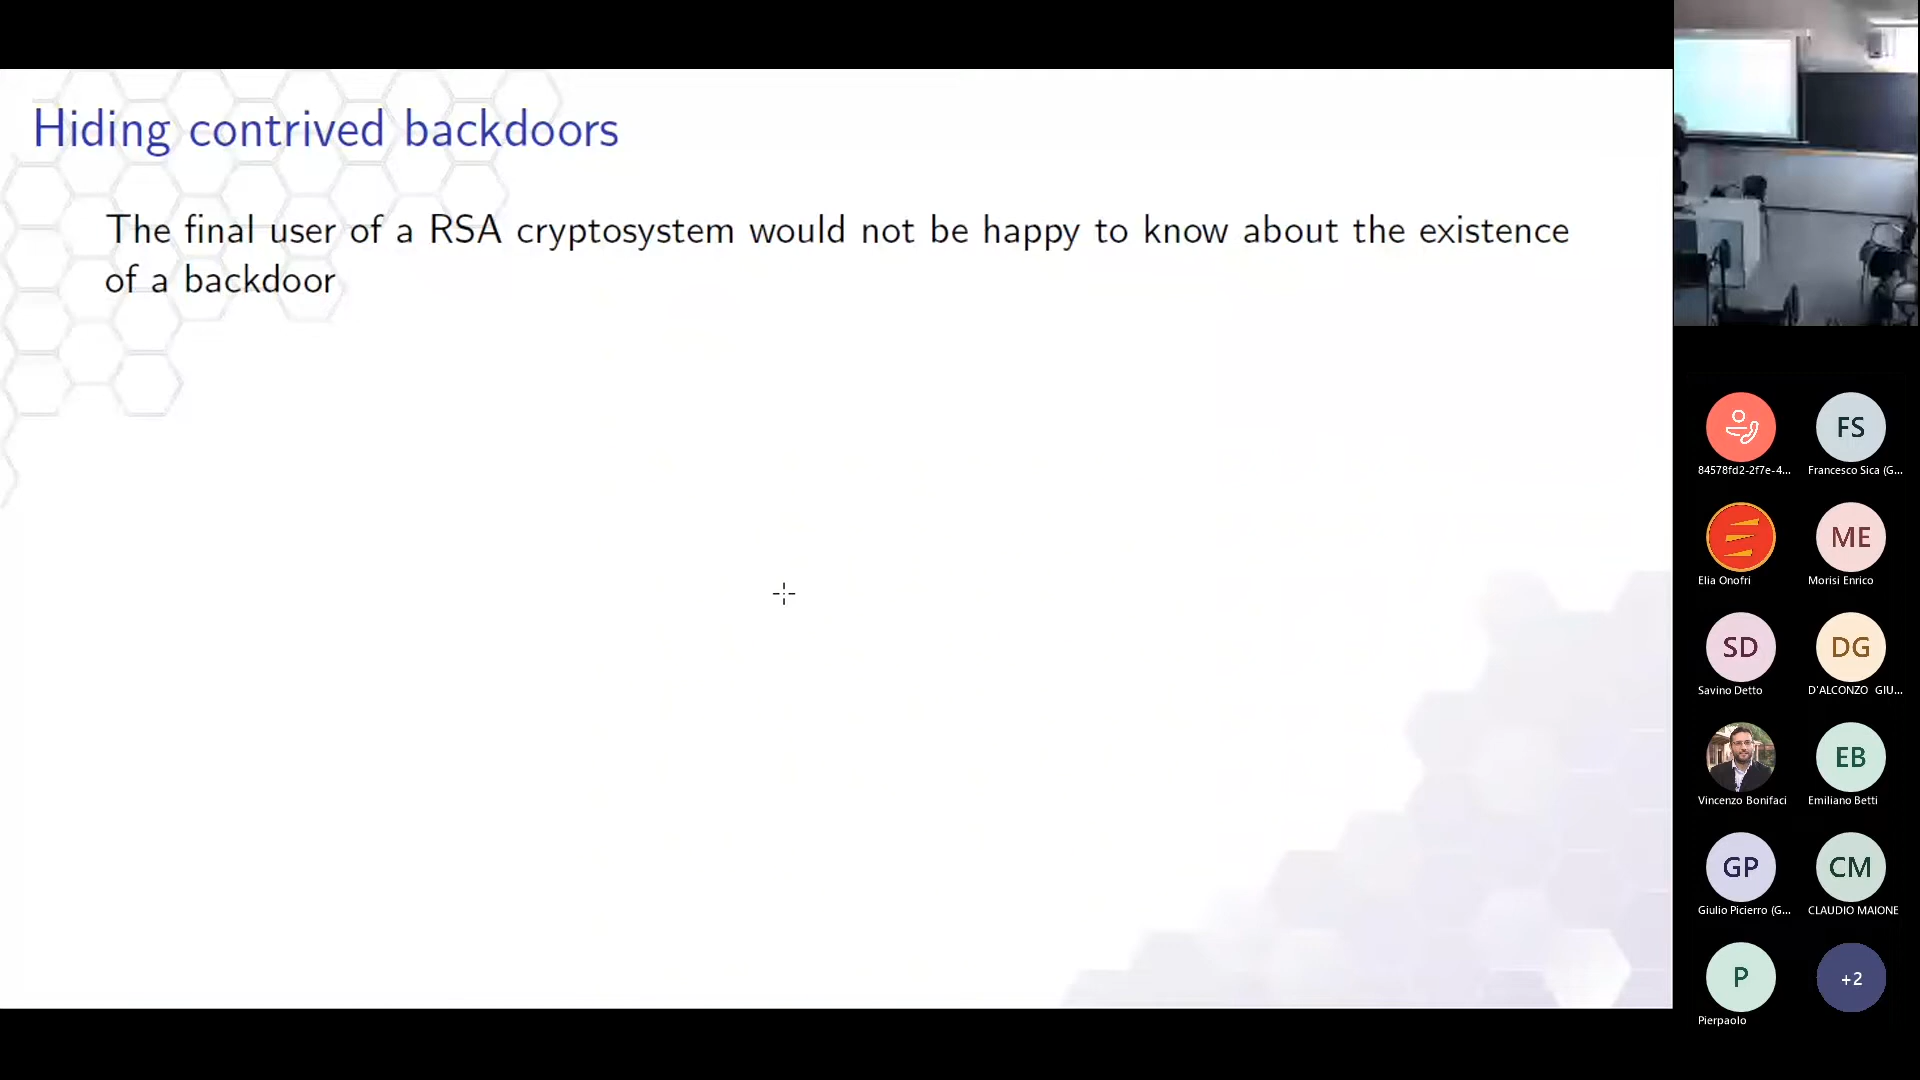 Hiding contrived backdoors
The final user of a RSA cryptosystem would not be happy to know about the existence
of a backdoor
84578fd2-2f7e-4...
FS
Francesco Sica (G...
Elia Onofri
ME
Morisi Enrico
SD
Savino Detto
DG
D'ALCONZO GIU...
Vincenzo Bonifaci
EB
Emiliano Betti
GP
Giulio Picierro (G...
CM
CLAUDIO MAIONE
P
Pierpaolo
+2